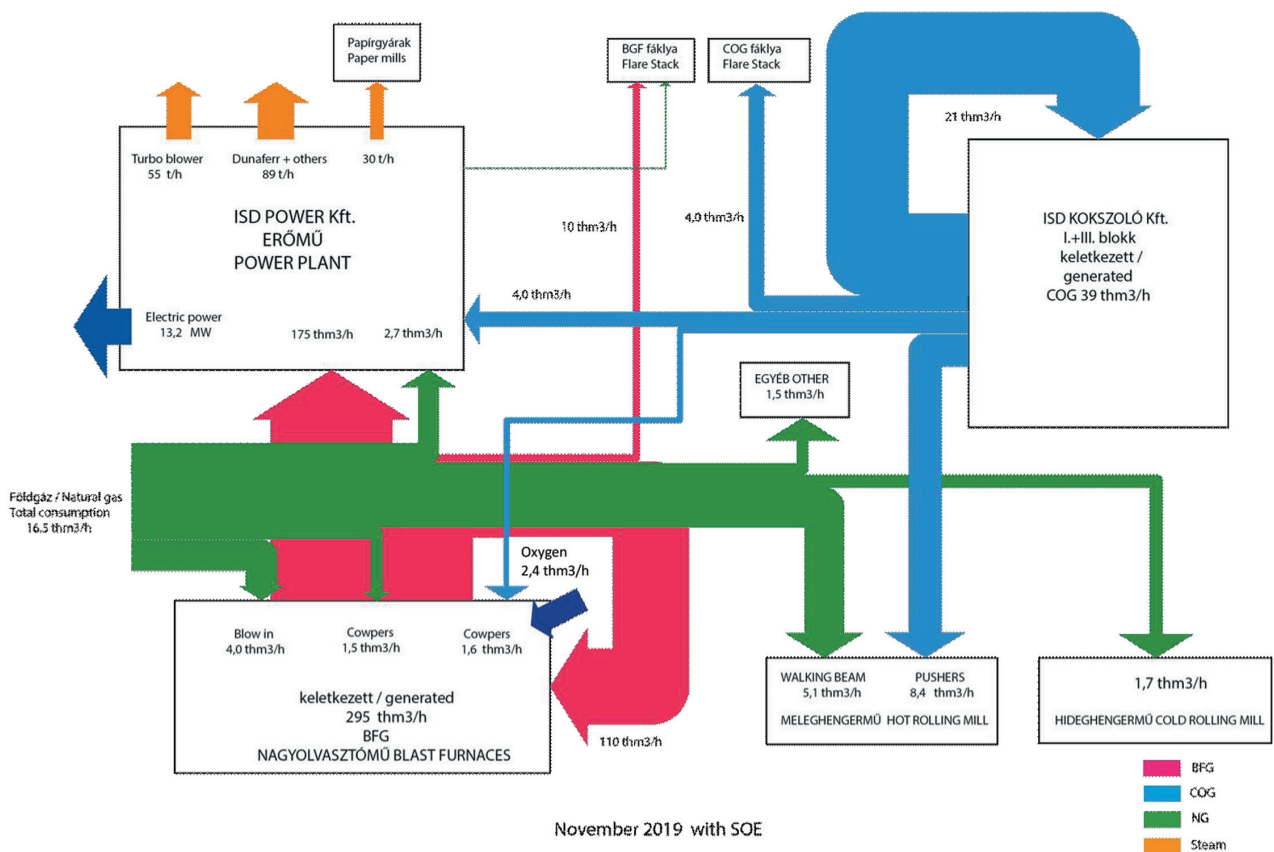 Papírgyárak
Paper mills
BGF fáklya
Flare Stack
COG fáklya
Flare Stack
21 thm3/h
Turbo blower
55 t/h
Dunaferr + others
89 t/h
30 t/h
ISD POWER Kft.
ERŐMŰ
POWER PLANT
10 thm3/h
4,0 thm3/h
ISD KOKSZOLÓ Kft.
I.+III. blokk
keletkezett /
generated
COG 39 thm3/h
4,0 thm3/h
Electric power
13,2 MW
175 thm3/h
2,7 thm3/h
EGYÉB OTHER
1,5 thm3/h
Földgáz / Natural gas
Total consumption
16.5 thm3/h
Oxygen
2,4 thm3/h
Blow in
4,0 thm3/h
Cowpers
1,5 thm3/h
Cowpers
1,6 thm3/h
keletkezett / generated
295 thm3/h
BFG
NAGYOLVASZTÓMŰ BLAST FURNACES
110 thm3/h
WALKING BEAM
5,1 thm3/h
PUSHERS
8,4 thm3/h
MELEGHENGERMŰ HOT ROLLING MILL
1,7 thm3/h
HIDEGHENGERMŰ COLD ROLLING MILL
BFG
COG
NG
Steam
November 2019 with SOE